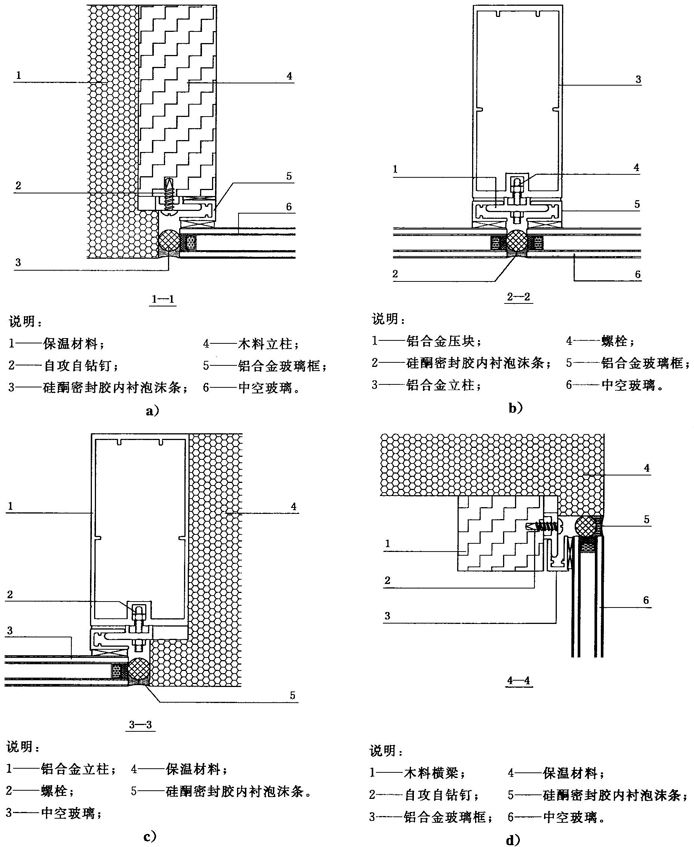 1
4
2
5
6
3
1—1
说明：
1——保温材料； 4——木料立柱；
2——自攻自钻钉； 5——铝合金玻璃框；
3——硅酮密封胶内衬泡沫条； 6——中空玻璃。
a）
3
1
4
5
2
6
2—2
说明：
1——铝合金压块； 4——螺栓；
2——硅酮密封胶内衬泡沫条； 5——铝合金玻璃框；
3——铝合金立柱； 6——中空玻璃。
b）
1
4
2
3
5
3—3
说明：
1——铝合金立柱； 4——保温材料；
2——螺栓； 5——硅酮密封胶内衬泡沫条。
3——中空玻璃；
c）
4
5
1
2
6
3
4—4
说明：
1——木料横梁； 4——保温材料；
2——自攻自钻钉； 5——硅酮密封胶内衬泡沫条；
3——铝合金玻璃框； 6——中空玻璃。
d）